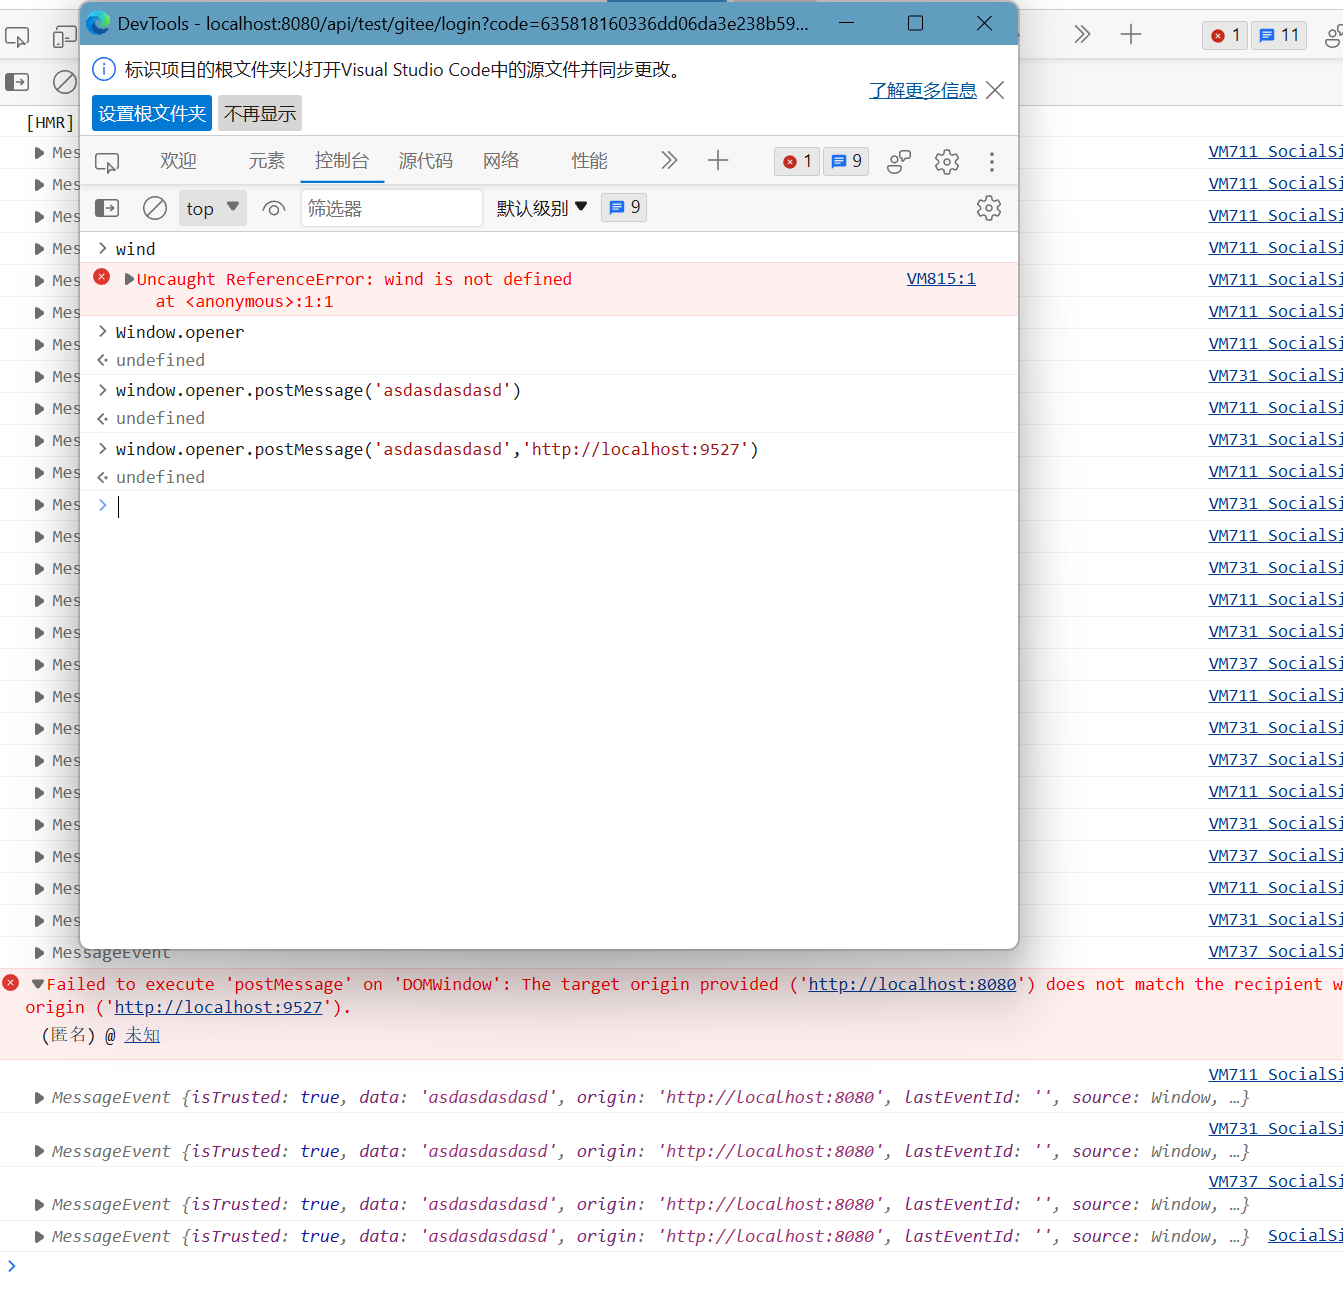 DevTools - localhost:8080/api/test/gitee/login?code=635818160336dd06da3e238b59...
标识项目的根文件夹以打开Visual Studio Code中的源文件并同步更改。
了解更多信息
设置根文件夹 不再显示
欢迎 元素 控制台 源代码 网络 性能 1 9
top 筛选器 默认级别 9
1 11
wind
Uncaught ReferenceError: wind is not defined VM815:1
at <anonymous>:1:1
Window.opener
undefined
window.opener.postMessage('asdasdasdasd')
undefined
window.opener.postMessage('asdasdasdasd','http://localhost:9527')
undefined
[HMR]
Mes VM711 SocialSi
Mes VM711 SocialSi
Mes VM711 SocialSi
Mes VM711 SocialSi
Mes VM711 SocialSi
Mes VM711 SocialSi
Mes VM711 SocialSi
Mes VM731 SocialSi
Mes VM711 SocialSi
Mes VM731 SocialSi
Mes VM711 SocialSi
Mes VM731 SocialSi
Mes VM711 SocialSi
Mes VM731 SocialSi
Mes VM711 SocialSi
Mes VM731 SocialSi
Mes VM737 SocialSi
Mes VM711 SocialSi
Mes VM731 SocialSi
Mes VM737 SocialSi
Mes VM711 SocialSi
Mes VM731 SocialSi
Mes VM737 SocialSi
Mes VM711 SocialSi
Mes VM731 SocialSi
MessageEvent VM737 SocialSi
Failed to execute 'postMessage' on 'DOMWindow': The target origin provided ('http://localhost:8080') does not match the recipient w
origin ('http://localhost:9527').
(匿名) @ 未知
VM711 SocialSi
MessageEvent {isTrusted: true, data: 'asdasdasdasd', origin: 'http://localhost:8080', lastEventId: '', source: Window, …}
VM731 SocialSi
MessageEvent {isTrusted: true, data: 'asdasdasdasd', origin: 'http://localhost:8080', lastEventId: '', source: Window, …}
VM737 SocialSi
MessageEvent {isTrusted: true, data: 'asdasdasdasd', origin: 'http://localhost:8080', lastEventId: '', source: Window, …}
MessageEvent {isTrusted: true, data: 'asdasdasdasd', origin: 'http://localhost:8080', lastEventId: '', source: Window, …} SocialSi